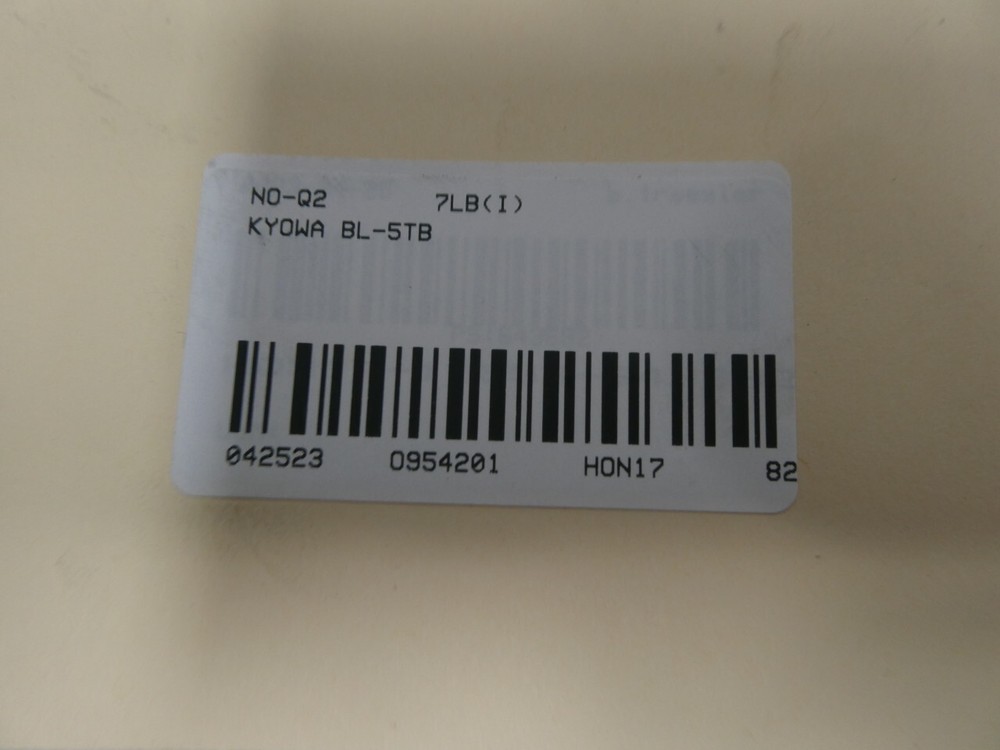 NO-Q2 7LB(I)
KYOWA BL-5TB
042523 0954201 HON17 82